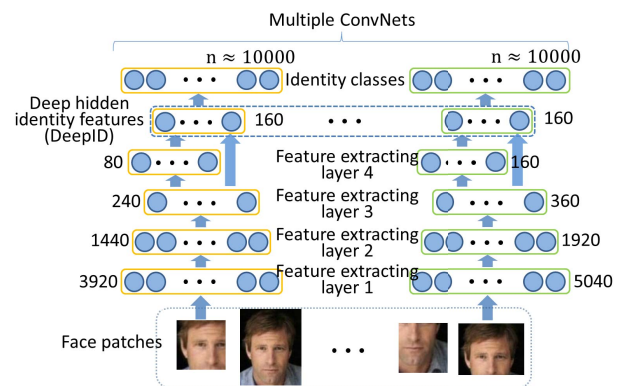 Multiple ConvNets
n ≈ 10000
n ≈ 10000
Identity classes
Deep hidden
identity features
(DeepID)
160
160
80
Feature extracting
layer 4
160
240
Feature extracting
layer 3
360
1440
Feature extracting
layer 2
1920
3920
Feature extracting
layer 1
5040
Face patches